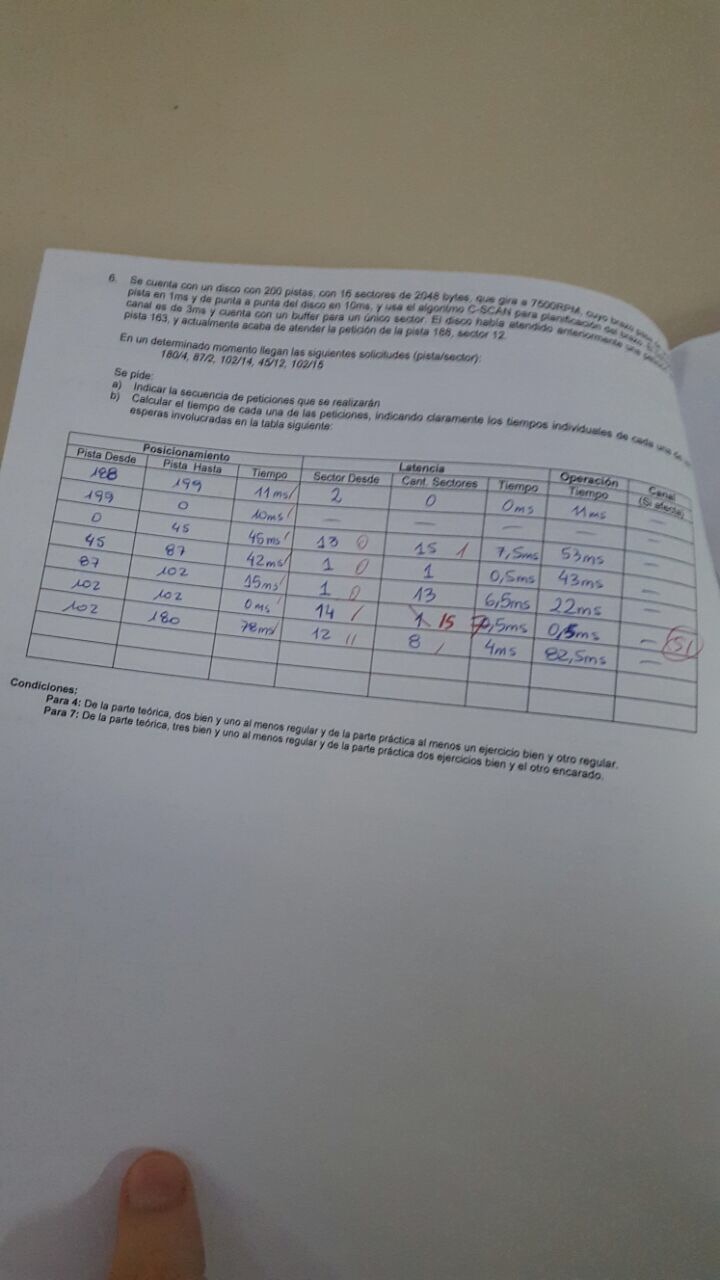 6. Se cuenta con un disco con 200 pistas, con 16 sectores de 2048 bytes, que gira a 7500RPM, cuyo brazo
pista en 1ms y de punta a punta del disco en 10ms, y usa el algoritmo C-SCAN para planificación del brazo
canal es de 3ms y cuenta con un buffer para un único sector. El disco había atendido anteriormente una
pista 163, y actualmente acaba de atender la petición de la pista 188, sector 12.
En un determinado momento llegan las siguientes solicitudes (pista/sector):
180/4, 87/2, 102/14, 45/12, 102/15
Se pide:
a) Indicar la secuencia de peticiones que se realizarán
b) Calcular el tiempo de cada una de las peticiones, indicando claramente los tiempos individuales de cada una de
esperas involucradas en la tabla siguiente:
Posicionamiento Latencia Operación Canal
Pista Desde Pista Hasta Tiempo Sector Desde Cant. Sectores Tiempo Tiempo (Si afecta)
188 199 11ms 2 0 0ms 11ms —
199 0 10ms — — — — —
0 45 45ms 13 0 15 1 7,5ms 53ms —
45 87 42ms 1 0 1 0,5ms 43ms —
87 102 15ms 1 0 13 6,5ms 22ms —
102 102 0ms 14 1 15 0,5ms 0,5ms — SI
102 180 78ms 12 11 8 4ms 82,5ms —
Condiciones:
Para 4: De la parte teórica, dos bien y uno al menos regular y de la parte práctica al menos un ejercicio bien y otro regular.
Para 7: De la parte teórica, tres bien y uno al menos regular y de la parte práctica dos ejercicios bien y el otro encarado.